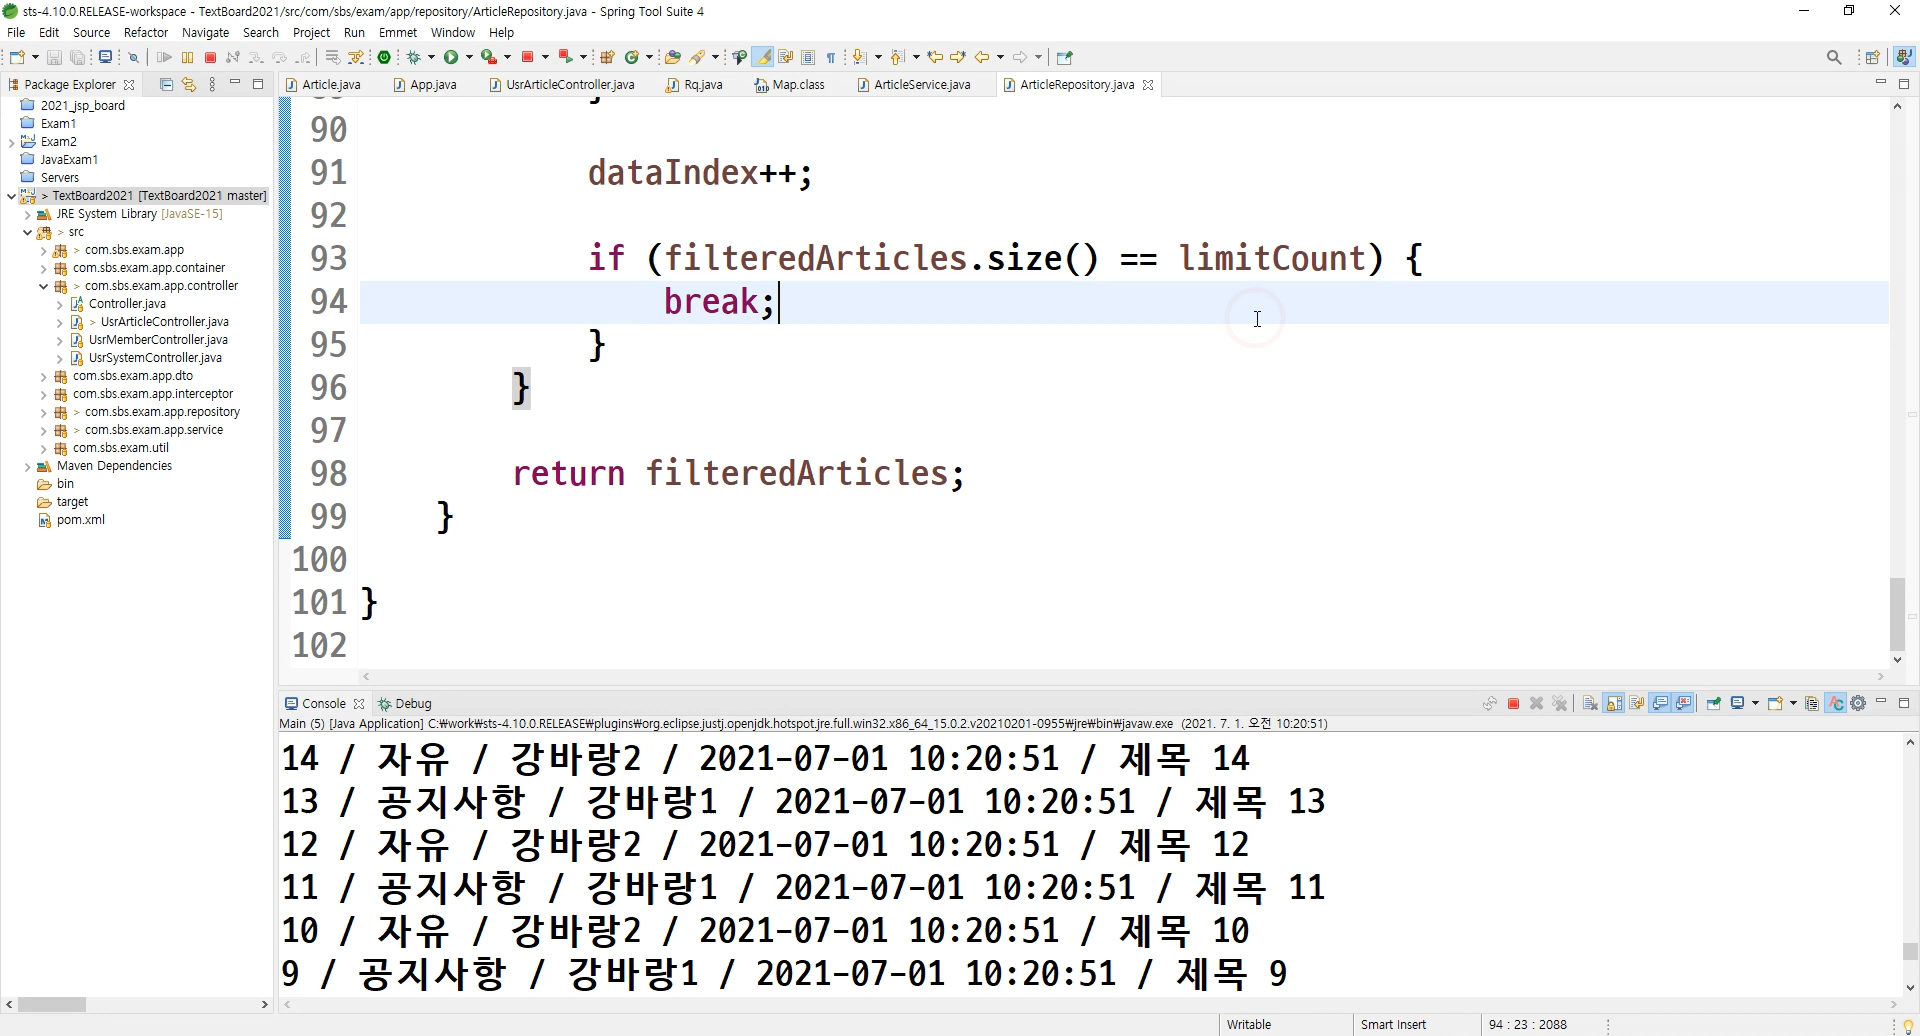 sts-4.10.0.RELEASE-workspace - TextBoard2021/src/com/sbs/exam/app/repository/ArticleRepository.java - Spring Tool Suite 4
File Edit Source Refactor Navigate Search Project Run Emmet Window Help
Package Explorer
Article.java App.java UsrArticleController.java Rq.java Map.class ArticleService.java ArticleRepository.java
2021_jsp_board
Exam1
Exam2
JavaExam1
Servers
> TextBoard2021 [TextBoard2021 master]
JRE System Library [JavaSE-15]
> src
> com.sbs.exam.app
com.sbs.exam.app.container
> com.sbs.exam.app.controller
Controller.java
> UsrArticleController.java
UsrMemberController.java
UsrSystemController.java
com.sbs.exam.app.dto
com.sbs.exam.app.interceptor
> com.sbs.exam.app.repository
> com.sbs.exam.app.service
com.sbs.exam.util
Maven Dependencies
bin
target
pom.xml
90
91 dataIndex++;
92
93 if (filteredArticles.size() == limitCount) {
94 break;
95 }
96 }
97
98 return filteredArticles;
99 }
100
101 }
102
Console Debug
Main (5) [Java Application] C:₩work₩sts-4.10.0.RELEASE₩plugins₩org.eclipse.justj.openjdk.hotspot.jre.full.win32.x86_64_15.0.2.v20210201-0955₩jre₩bin₩javaw.exe (2021. 7. 1. 오전 10:20:51)
14 / 자유 / 강바랑2 / 2021-07-01 10:20:51 / 제목 14
13 / 공지사항 / 강바랑1 / 2021-07-01 10:20:51 / 제목 13
12 / 자유 / 강바랑2 / 2021-07-01 10:20:51 / 제목 12
11 / 공지사항 / 강바랑1 / 2021-07-01 10:20:51 / 제목 11
10 / 자유 / 강바랑2 / 2021-07-01 10:20:51 / 제목 10
9 / 공지사항 / 강바랑1 / 2021-07-01 10:20:51 / 제목 9
Writable Smart Insert 94 : 23 : 2088